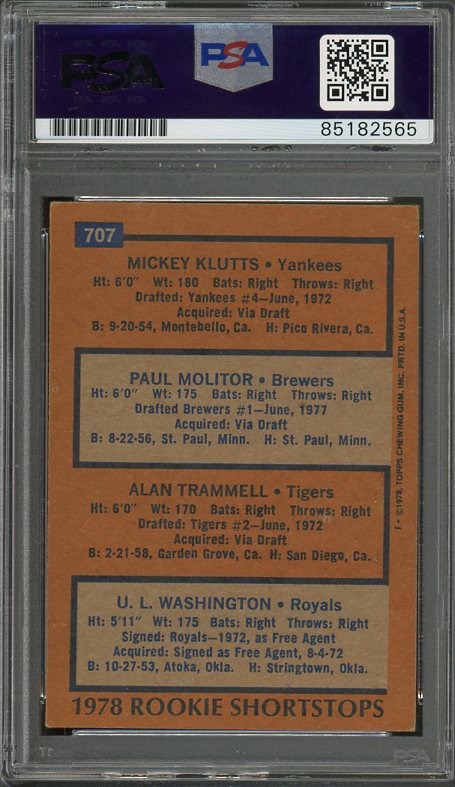 PSA
PSA
85182565
707
MICKEY KLUTTS • Yankees
Ht: 6'0" Wt: 180 Bats: Right Throws: Right
Drafted: Yankees #4—June, 1972
Acquired: Via Draft
B: 9-20-54, Montebello, Ca. H: Pico Rivera, Ca.
PAUL MOLITOR • Brewers
Ht: 6'0" Wt: 175 Bats: Right Throws: Right
Drafted Brewers #1—June, 1977
Acquired: Via Draft
B: 8-22-56, St. Paul, Minn. H: St. Paul, Minn.
ALAN TRAMMELL • Tigers
Ht: 6'0" Wt: 170 Bats: Right Throws: Right
Drafted: Tigers #2—June, 1972
Acquired: Via Draft
B: 2-21-58, Garden Grove, Ca. H: San Diego, Ca.
U. L. WASHINGTON • Royals
Ht: 5'11" Wt: 175 Bats: Right Throws: Right
Signed: Royals—1972, as Free Agent
Acquired: Signed as Free Agent, 8-4-72
B: 10-27-53, Atoka, Okla. H: Stringtown, Okla.
1978 ROOKIE SHORTSTOPS
F • ©1978, TOPPS CHEWING GUM, INC. PRTD. IN U.S.A.
PSA